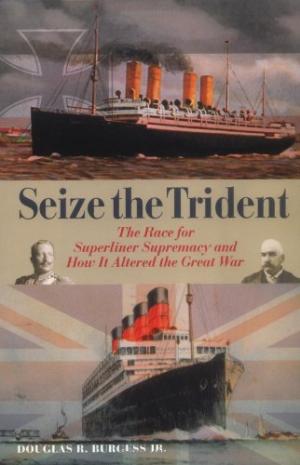 Seize the Trident
The Race for
Superliner Supremacy and
How It Altered the Great War
DOUGLAS R. BURGESS JR.